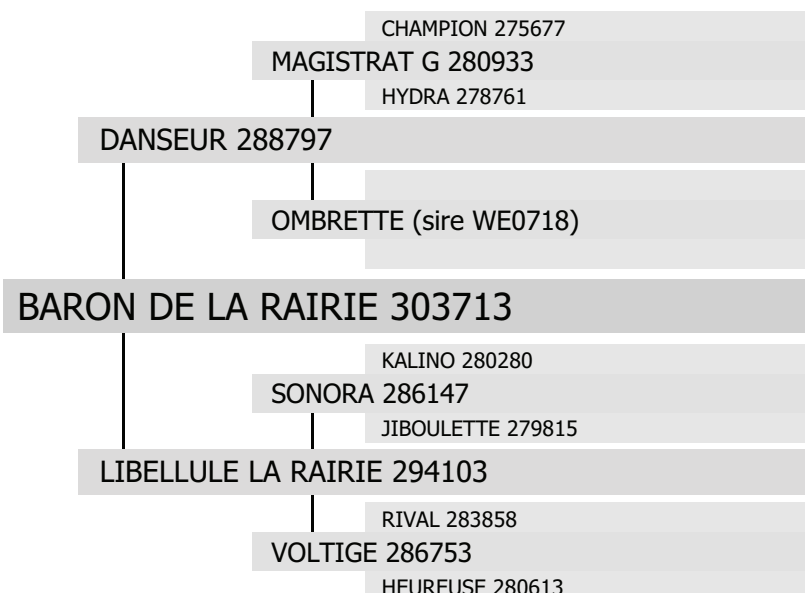 CHAMPION 275677
MAGISTRAT G 280933
HYDRA 278761
DANSEUR 288797
OMBRETTE (sire WE0718)
BARON DE LA RAIRIE 303713
KALINO 280280
SONORA 286147
JIBOULETTE 279815
LIBELLULE LA RAIRIE 294103
RIVAL 283858
VOLTIGE 286753
HEUREUSE 280613